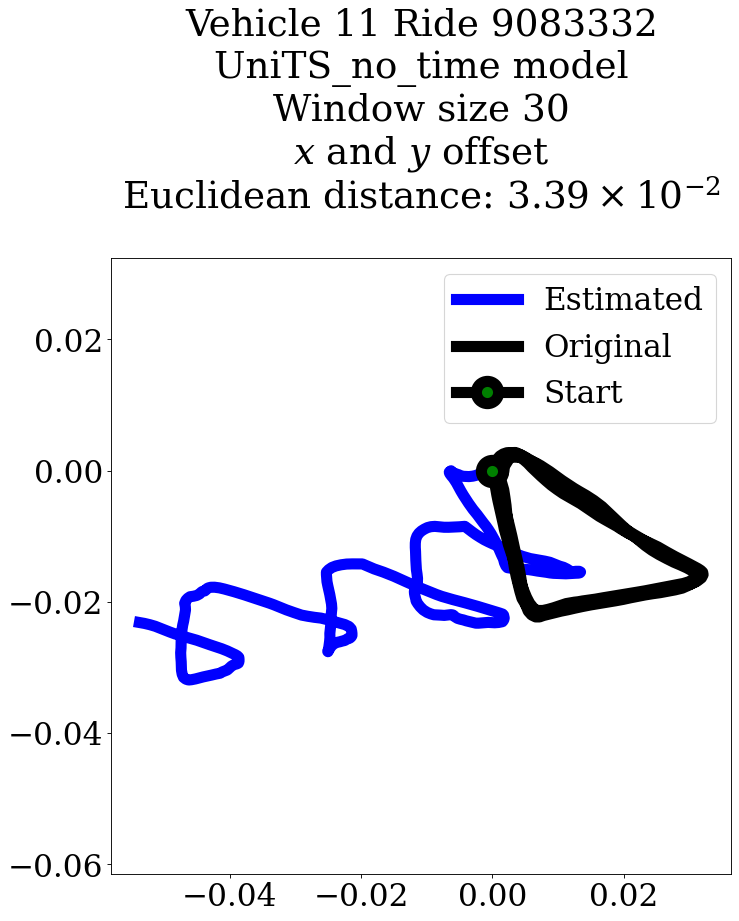 Vehicle 11 Ride 9083332
UniTS_no_time model
Window size 30
x and y offset
Euclidean distance: 3.39 × 10⁻²
Estimated
Original
Start
0.02
0.00
−0.02
−0.04
−0.06
−0.04 −0.02 0.00 0.02